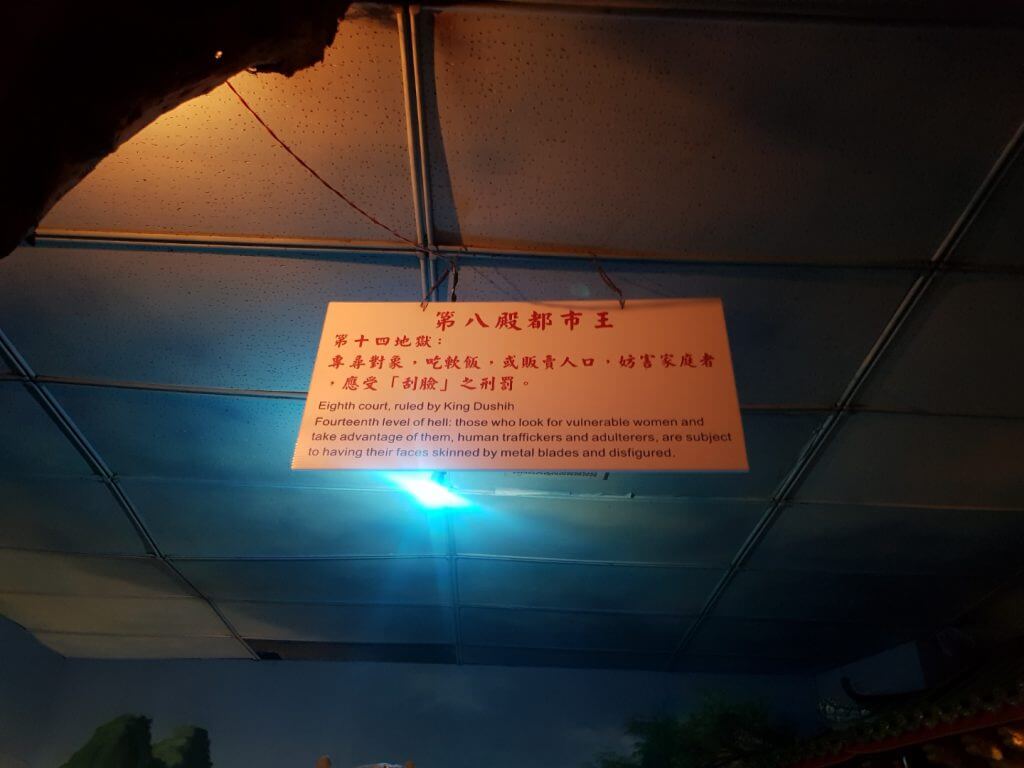 第八殿都市王
第十四地獄：
專尋對象，吃軟飯，或販賣人口，妨害家庭者
，應受「刮臉」之刑罰。
Eighth court, ruled by King Dushih
Fourteenth level of hell: those who look for vulnerable women and
take advantage of them, human traffickers and adulterers, are subject
to having their faces skinned by metal blades and disfigured.